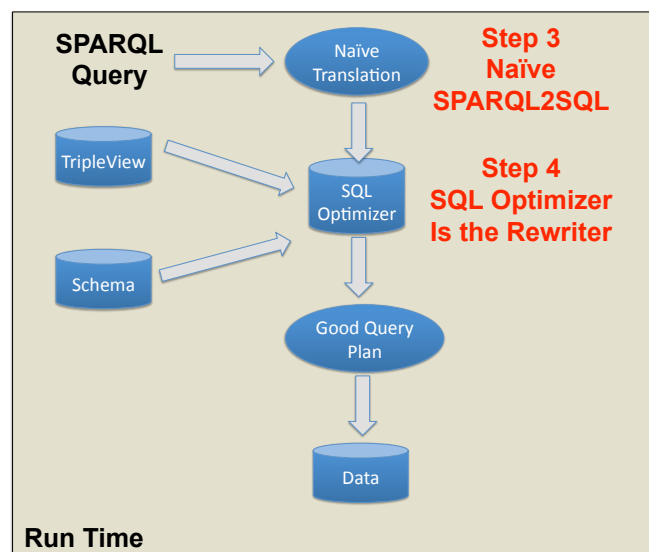 SPARQL
Query
Naïve
Translation
Step 3
Naïve
SPARQL2SQL
TripleView
SQL
Optimizer
Step 4
SQL Optimizer
Is the Rewriter
Schema
Good Query
Plan
Data
Run Time